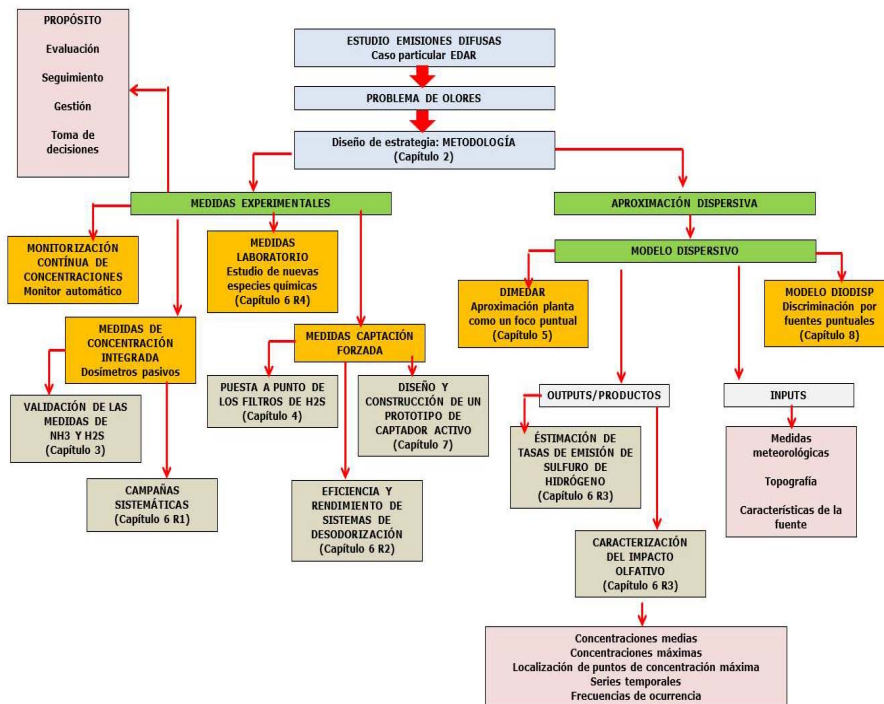 PROPÓSITO
Evaluación
Seguimiento
Gestión
Toma de
decisiones
ESTUDIO EMISIONES DIFUSAS
Caso particular EDAR
PROBLEMA DE OLORES
Diseño de estrategia: METODOLOGÍA
(Capítulo 2)
MEDIDAS EXPERIMENTALES
APROXIMACIÓN DISPERSIVA
MONITORIZACIÓN
CONTÍNUA DE
CONCENTRACIONES
Monitor automático
MEDIDAS
LABORATORIO
Estudio de nuevas
especies químicas
(Capítulo 6 R4)
MODELO DISPERSIVO
DIMEDAR
Aproximación planta
como un foco puntual
(Capítulo 5)
MODELO DIODISP
Discriminación por
fuentes puntuales
(Capítulo 8)
MEDIDAS DE
CONCENTRACIÓN
INTEGRADA
Dosímetros pasivos
MEDIDAS CAPTACIÓN
FORZADA
VALIDACIÓN DE LAS
MEDIDAS DE
NH3 Y H2S
(Capítulo 3)
PUESTA A PUNTO DE
LOS FILTROS DE H2S
(Capítulo 4)
DISEÑO Y
CONSTRUCCIÓN DE UN
PROTOTIPO DE
CAPTADOR ACTIVO
(Capítulo 7)
OUTPUTS/PRODUCTOS
INPUTS
CAMPAÑAS
SISTEMÁTICAS
(Capítulo 6 R1)
EFICIENCIA Y
RENDIMIENTO DE
SISTEMAS DE
DESODORIZACIÓN
(Capítulo 6 R2)
ÉSTIMACIÓN DE
TASAS DE EMISIÓN DE
SULFURO DE
HIDRÓGENO
(Capítulo 6 R3)
Medidas
meteorológicas
Topografía
Características de la
fuente
CARACTERIZACIÓN
DEL IMPACTO
OLFATIVO
(Capítulo 6 R3)
Concentraciones medias
Concentraciones máximas
Localización de puntos de concentración máxima
Series temporales
Frecuencias de ocurrencia